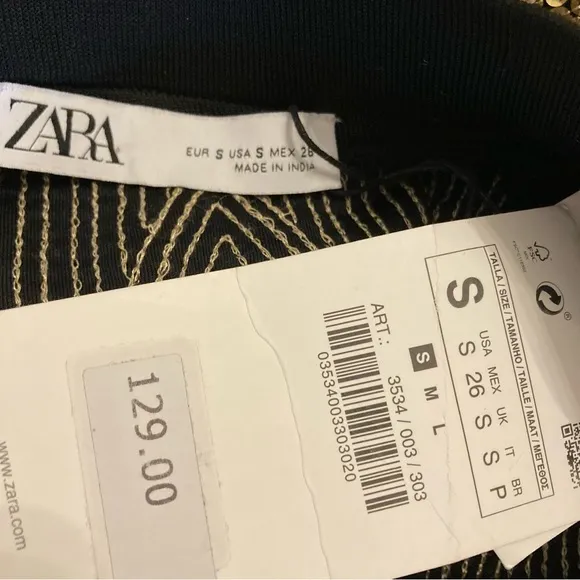 ZARA
EUR S USA S MEX 26
MADE IN INDIA
TALLA / SIZE / TAMANHO / TAILLE / MAAT / ΜΕΓΕΘΟΣ
S
USA MEX UK IT BR
S 26 S S P
S M L
ART.: 3534 / 003 / 303
03534003303020
129.00
www.zara.com
FSC
®